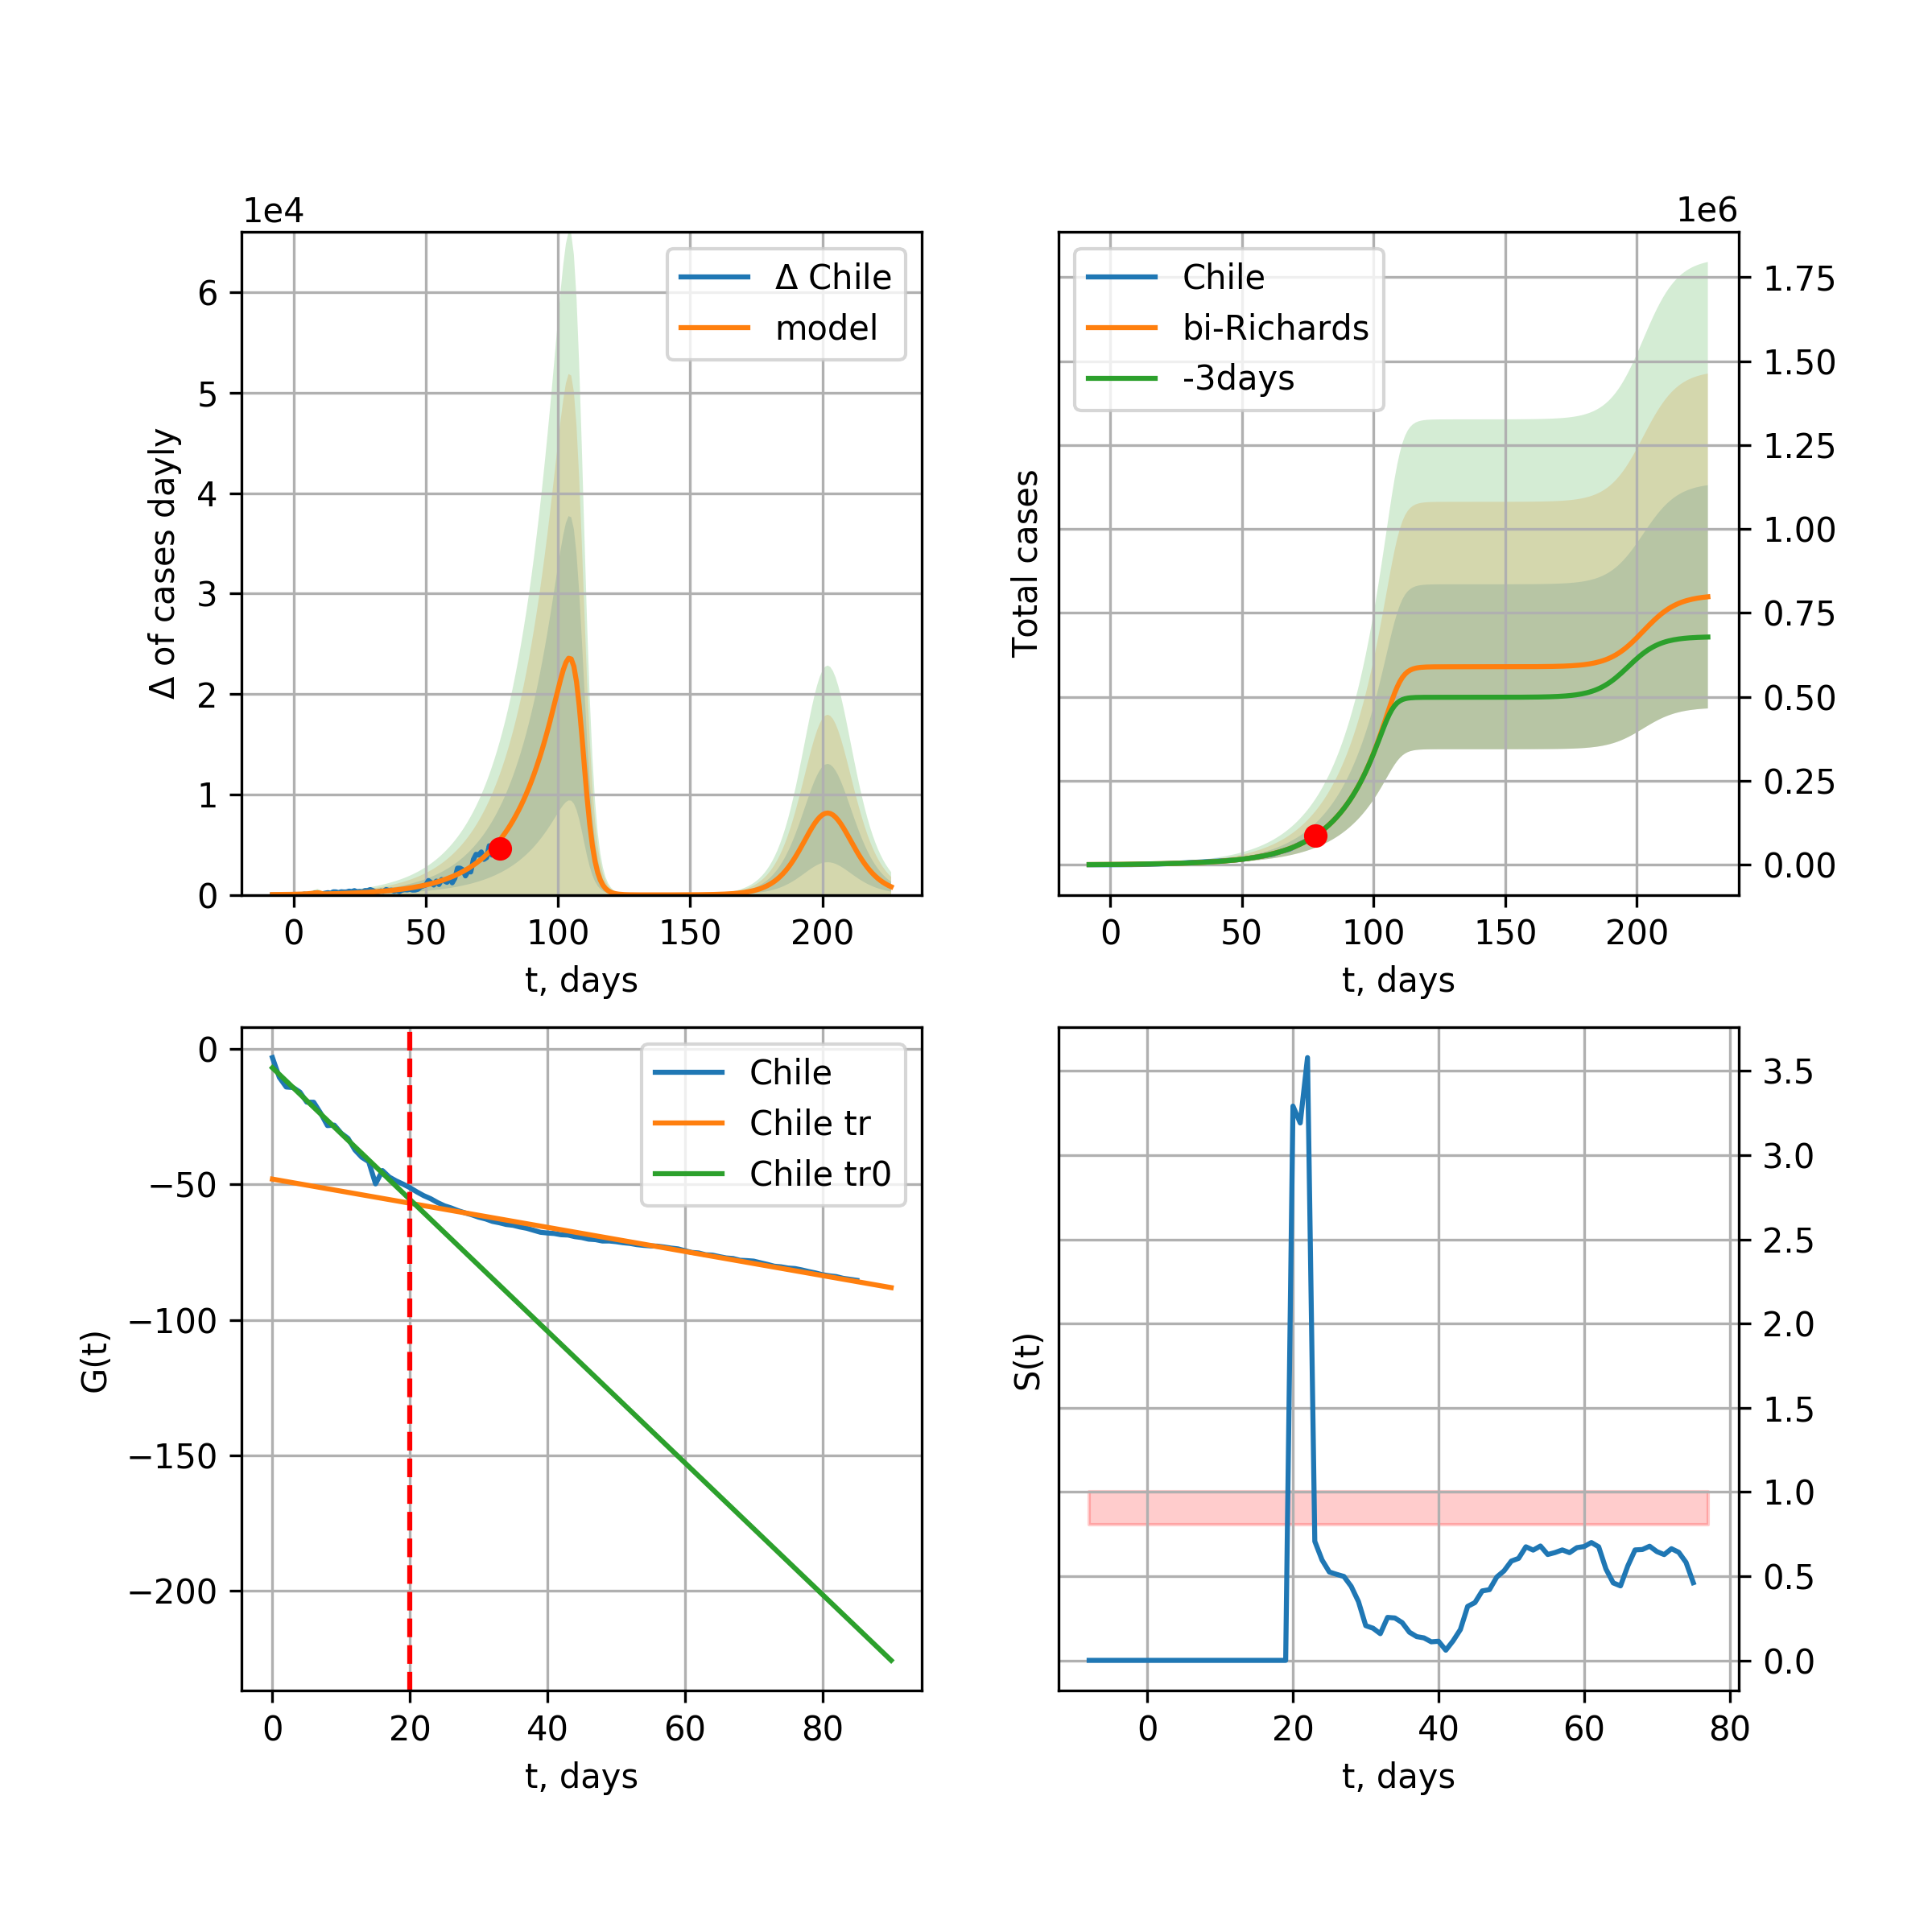 1e4
Δ of cases dayly
6
5
4
3
2
1
0
0 50 100 150 200
t, days
Δ Chile
model
1e6
Total cases
1.75
1.50
1.25
1.00
0.75
0.50
0.25
0.00
0 50 100 150 200
t, days
Chile
bi-Richards
-3days
G(t)
0
−50
−100
−150
−200
0 20 40 60 80
t, days
Chile
Chile tr
Chile tr0
S(t)
3.5
3.0
2.5
2.0
1.5
1.0
0.5
0.0
0 20 40 60 80
t, days